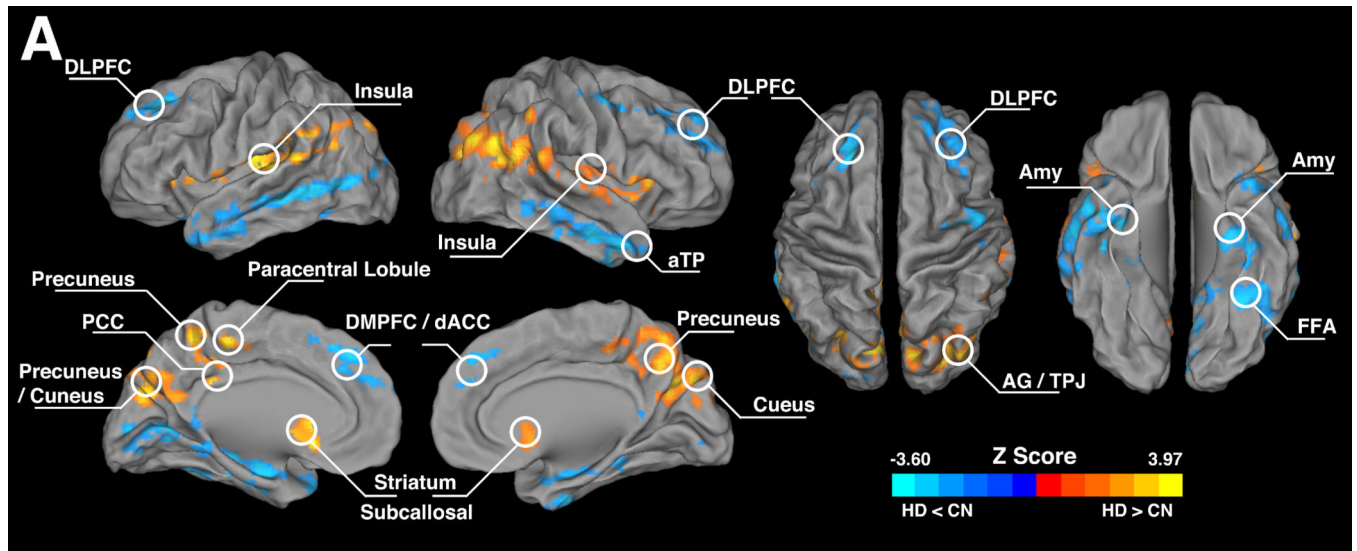 A
DLPFC
Insula
DLPFC
DLPFC
Amy
Amy
Insula
aTP
Precuneus
Paracentral Lobule
PCC
DMPFC / dACC
Precuneus
FFA
Precuneus
/ Cuneus
AG / TPJ
Cueus
Striatum
Subcallosal
-3.60 Z Score 3.97
HD < CN HD > CN